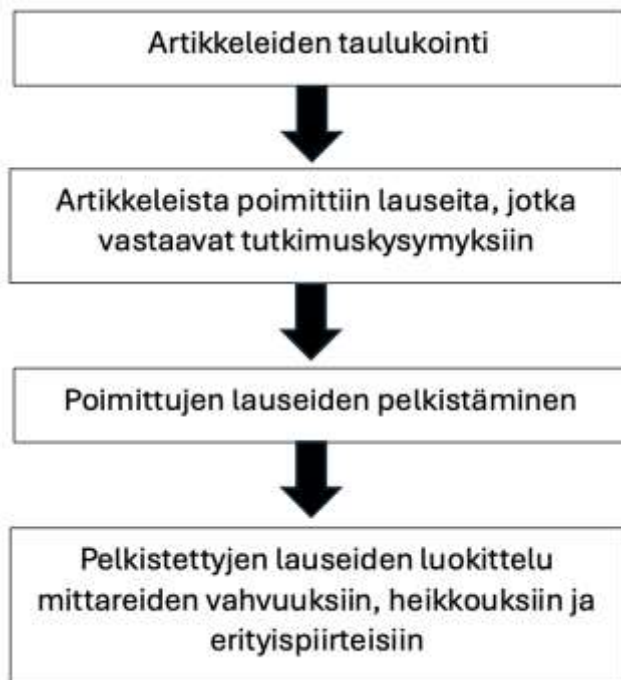 Artikkeleiden taulukointi
Artikkeleista poimittiin lauseita, jotka
vastaavat tutkimuskysymyksiin
Poimittujen lauseiden pelkistäminen
Pelkistettyjen lauseiden luokittelu
mittareiden vahvuuksiin, heikkouksiin ja
erityispiirteisiin